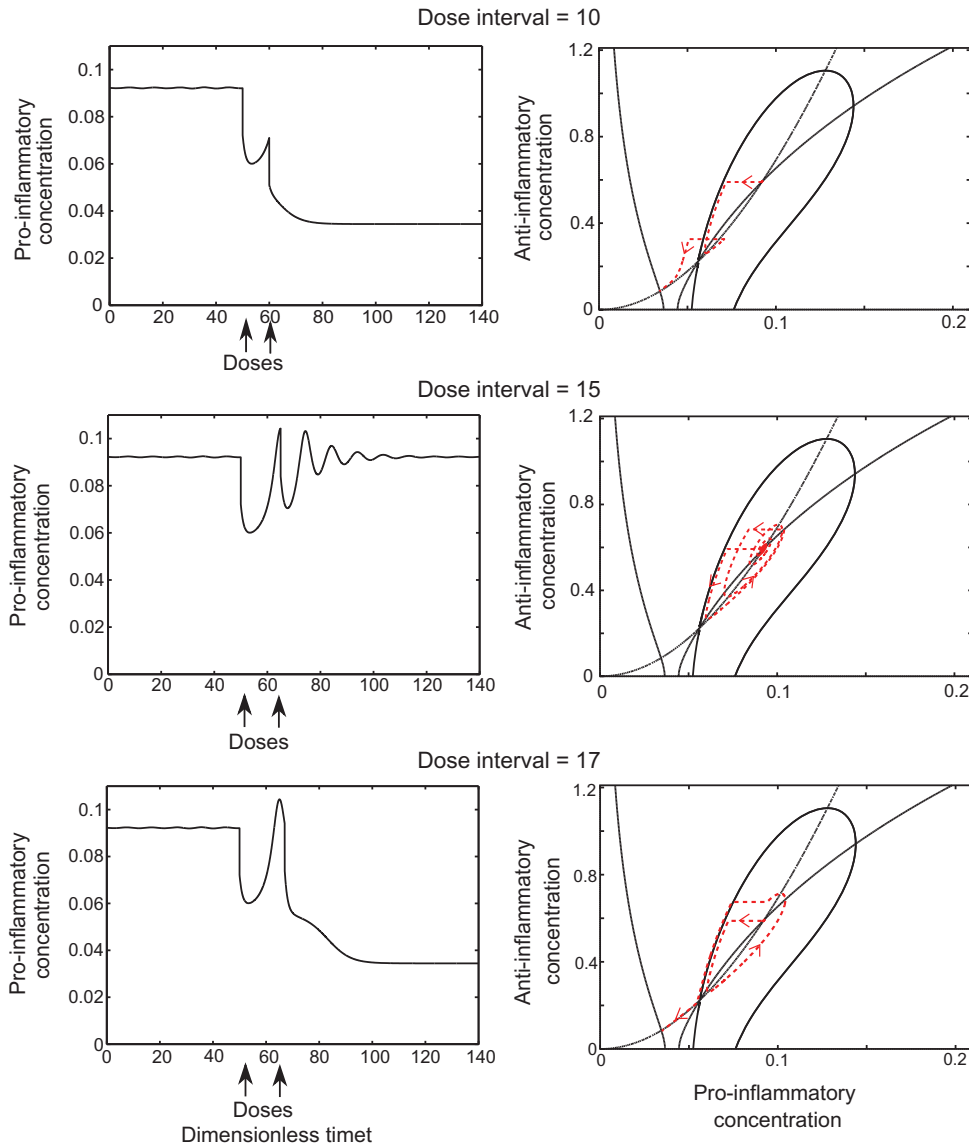 Dose interval = 10
Pro-inflammatory
concentration
0.1
0.08
0.06
0.04
0.02
0
0 20 40 60 80 100 120 140
Doses
Anti-inflammatory
concentration
1.2
0.8
0.4
0
0 0.1 0.2
Dose interval = 15
Pro-inflammatory
concentration
0.1
0.08
0.06
0.04
0.02
0
0 20 40 60 80 100 120 140
Doses
Anti-inflammatory
concentration
1.2
0.8
0.4
0
0 0.1 0.2
Dose interval = 17
Pro-inflammatory
concentration
0.1
0.08
0.06
0.04
0.02
0
0 20 40 60 80 100 120 140
Doses
Dimensionless timet
Anti-inflammatory
concentration
1.2
0.8
0.4
0
0 0.1 0.2
Pro-inflammatory
concentration